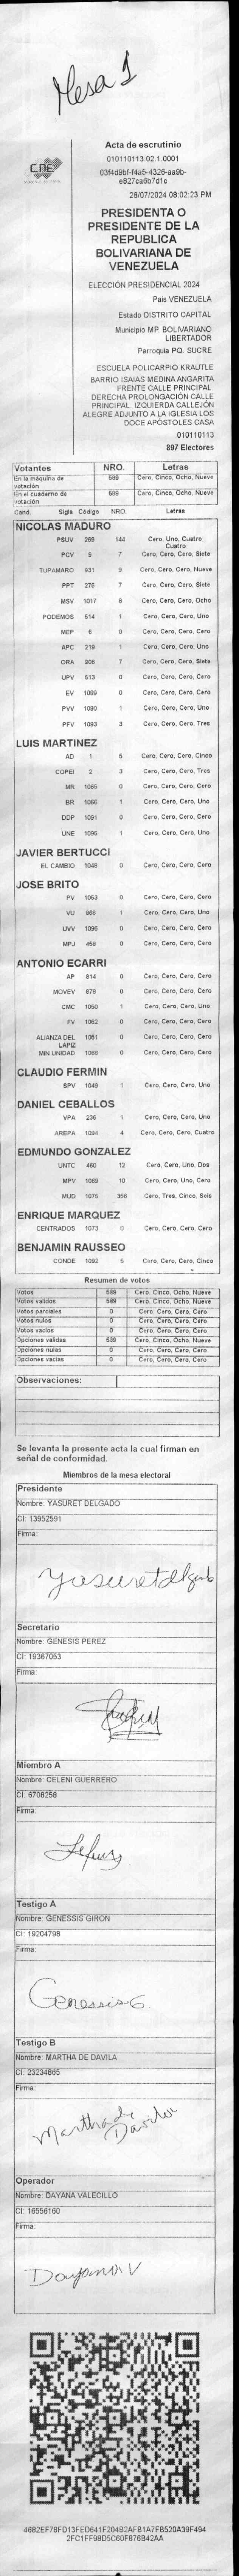 Mesa 1
CNE
Acta de escrutinio
010110113.02.1.0001
03f4d9bf-f4a5-4326-aa9b-
e827ca6b7d1c
28/07/2024 08:02:23 PM
PRESIDENTA O
PRESIDENTE DE LA
REPUBLICA
BOLIVARIANA DE
VENEZUELA
ELECCIÓN PRESIDENCIAL 2024
Pais VENEZUELA
Estado DISTRITO CAPITAL
Municipio MP. BOLIVARIANO
LIBERTADOR
Parroquia PQ. SUCRE
ESCUELA POLICARPIO KRAUTLE
BARRIO ISAIAS MEDINA ANGARITA
FRENTE CALLE PRINCIPAL
DERECHA PROLONGACIÓN CALLE
PRINCIPAL. IZQUIERDA CALLEJÓN
ALEGRE ADJUNTO A LA IGLESIA LOS
DOCE APÓSTOLES CASA
010110113
897 Electores
Votantes NRO. Letras
En la máquina de votación 589 Cero, Cinco, Ocho, Nueve
En el cuaderno de votación 589 Cero, Cinco, Ocho, Nueve
Cand. Sigla Código NRO. Letras
NICOLAS MADURO
PSUV 269 144 Cero, Uno, Cuatro, Cuatro
PCV 5 7 Cero, Cero, Cero, Siete
TUPAMARO 931 9 Cero, Cero, Cero, Nueve
PPT 276 7 Cero, Cero, Cero, Siete
MSV 1017 8 Cero, Cero, Cero, Ocho
PODEMOS 514 1 Cero, Cero, Cero, Uno
MEP 6 0 Cero, Cero, Cero, Cero
APC 219 1 Cero, Cero, Cero, Uno
ORA 306 7 Cero, Cero, Cero, Siete
UPV 513 0 Cero, Cero, Cero, Cero
EV 1089 0 Cero, Cero, Cero, Cero
PVV 1090 1 Cero, Cero, Cero, Uno
PFV 1093 3 Cero, Cero, Cero, Tres
LUIS MARTINEZ
AD 1 5 Cero, Cero, Cero, Cinco
COPEI 2 3 Cero, Cero, Cero, Tres
MR 1065 0 Cero, Cero, Cero, Cero
BR 1066 1 Cero, Cero, Cero, Uno
DDP 1091 0 Cero, Cero, Cero, Cero
UNE 1095 1 Cero, Cero, Cero, Uno
JAVIER BERTUCCI
EL CAMBIO 1048 0 Cero, Cero, Cero, Cero
JOSE BRITO
PV 1053 0 Cero, Cero, Cero, Cero
VU 968 1 Cero, Cero, Cero, Uno
UVV 1096 0 Cero, Cero, Cero, Cero
MPJ 458 0 Cero, Cero, Cero, Cero
ANTONIO ECARRI
AP 914 0 Cero, Cero, Cero, Cero
MOVEV 878 0 Cero, Cero, Cero, Cero
CMC 1050 1 Cero, Cero, Cero, Uno
FV 1062 0 Cero, Cero, Cero, Cero
ALIANZA DEL LAPIZ 1051 0 Cero, Cero, Cero, Cero
MIN UNIDAD 1088 0 Cero, Cero, Cero, Cero
CLAUDIO FERMIN
SPV 1049 1 Cero, Cero, Cero, Uno
DANIEL CEBALLOS
VPA 236 1 Cero, Cero, Cero, Uno
AREPA 1094 4 Cero, Cero, Cero, Cuatro
EDMUNDO GONZALEZ
UNTC 460 12 Cero, Cero, Uno, Dos
MPV 1069 10 Cero, Cero, Uno, Cero
MUD 1075 356 Cero, Tres, Cinco, Seis
ENRIQUE MARQUEZ
CENTRADOS 1073 0 Cero, Cero, Cero, Cero
BENJAMIN RAUSSEO
CONDE 1092 5 Cero, Cero, Cero, Cinco
Resumen de votos
Votos 589 Cero, Cinco, Ocho, Nueve
Votos válidos 589 Cero, Cinco, Ocho, Nueve
Votos parciales 0 Cero, Cero, Cero, Cero
Votos nulos 0 Cero, Cero, Cero, Cero
Votos vacíos 0 Cero, Cero, Cero, Cero
Opciones validas 589 Cero, Cinco, Ocho, Nueve
Opciones nulas 0 Cero, Cero, Cero, Cero
Opciones vacías 0 Cero, Cero, Cero, Cero
Observaciones:
Se levanta la presente acta la cual firman en
señal de conformidad.
Miembros de la mesa electoral
Presidente
Nombre: YASURET DELGADO
CI: 13952591
Firma:
Yasuret delgado
Secretario
Nombre: GENESIS PEREZ
CI: 19367053
Firma:
Miembro A
Nombre: CELENI GUERRERO
CI: 6708258
Firma:
Testigo A
Nombre: GENESSIS GIRON
CI: 19204798
Firma:
Genessis G
Testigo B
Nombre: MARTHA DE DAVILA
CI: 23234865
Firma:
Martha de
Davila
Operador
Nombre: DAYANA VALECILLO
CI: 16556160
Firma:
Dayana V
4682EF78FD13FED641F204B2AFB1A7FB520A39F494
2FC1FF98D5C60F876B42AA